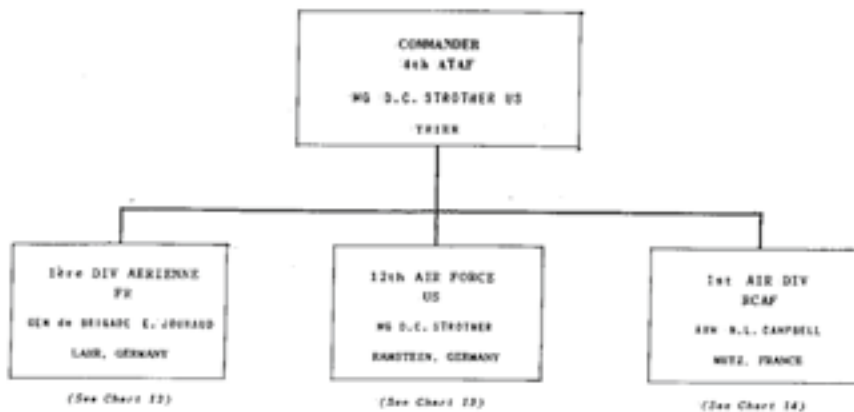 COMMANDER
4th ATAF
MG D.C. STROTHER US
TRIER
1ère DIV AERIENNE
FR
GEN de BRIGADE E. JOUHAUD
LAHR, GERMANY
(See Chart 12)
12th AIR FORCE
US
MG D.C. STROTHER
RAMSTEIN, GERMANY
(See Chart 13)
1st AIR DIV
RCAF
N.L. CAMPBELL
METZ, FRANCE
(See Chart 14)